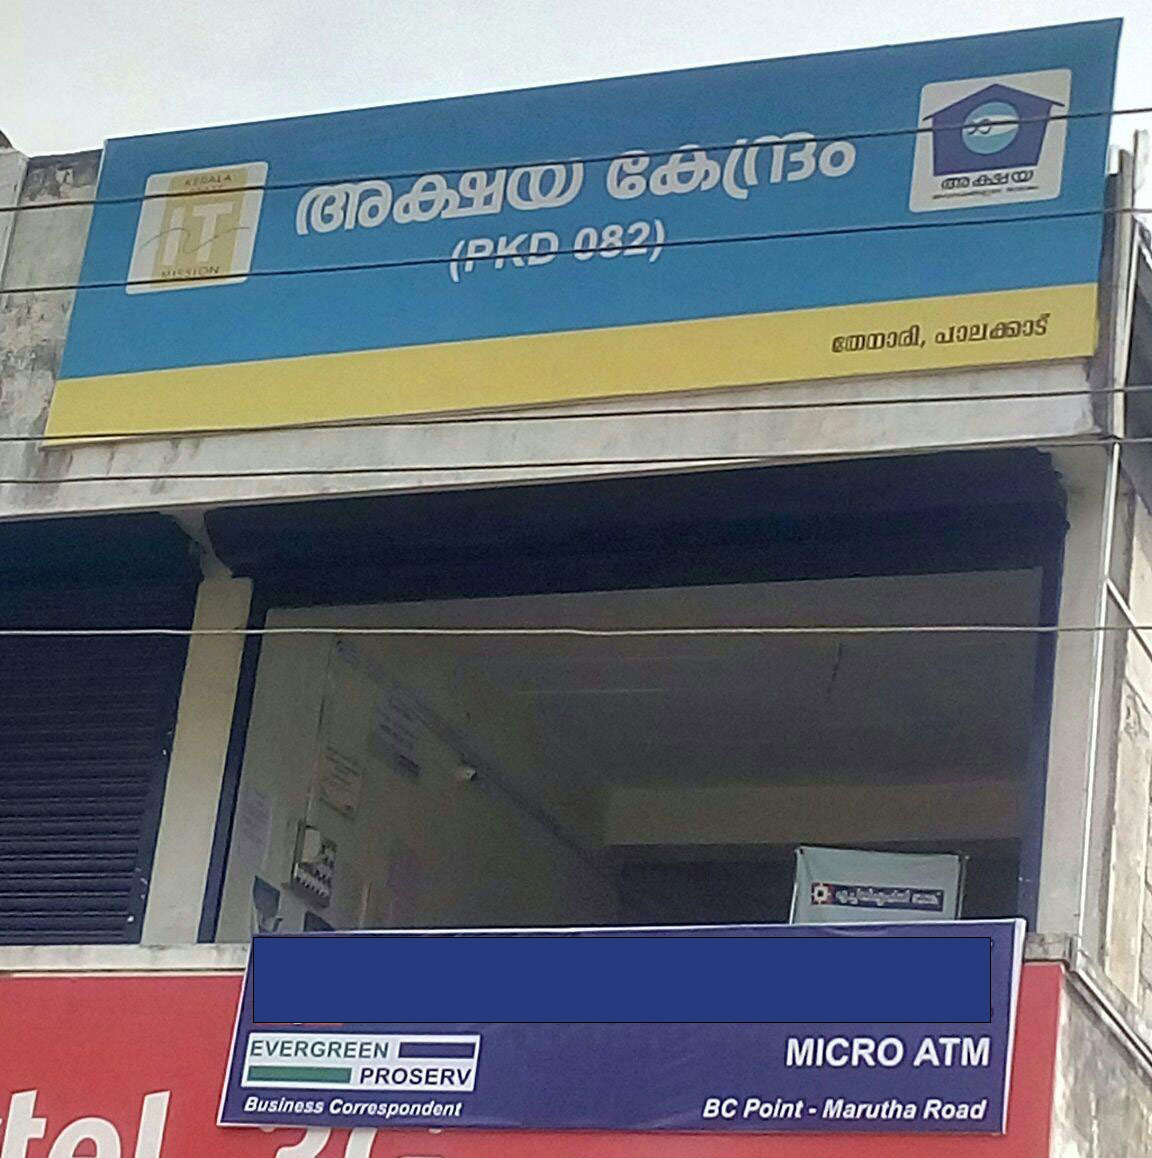 KERALA
STATE
IT
MISSION
അക്ഷയ കേന്ദ്രം
(PKD 082)
അക്ഷയ
തേനാരി, പാലക്കാട്
EVERGREEN
PROSERV
Business Correspondent
MICRO ATM
BC Point - Marutha Road